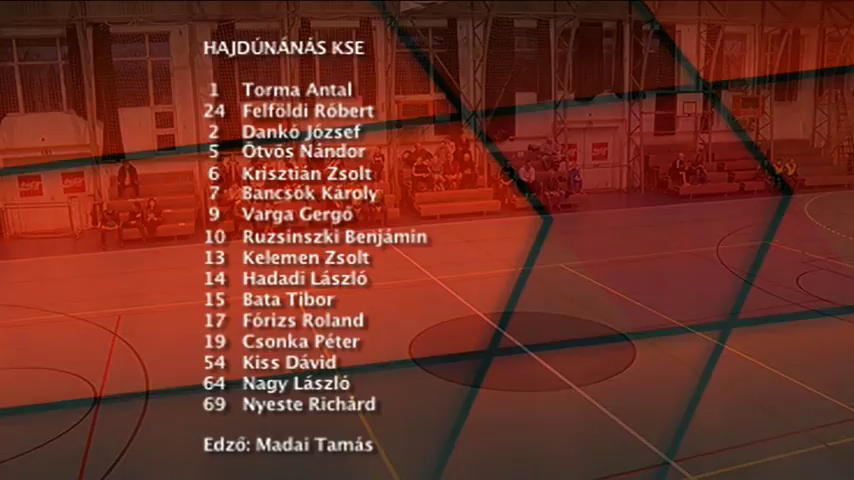 HAJDÚNÁNÁS KSE
1 Torma Antal
24 Felföldi Róbert
2 Dankó József
5 Ötvös Nándor
6 Krisztián Zsolt
7 Bancsók Károly
9 Varga Gergő
10 Ruzsinszki Benjámin
13 Kelemen Zsolt
14 Hadadi László
15 Bata Tibor
17 Fórizs Roland
19 Csonka Péter
54 Kiss Dávid
64 Nagy László
69 Nyeste Richárd
Edző: Madai Tamás